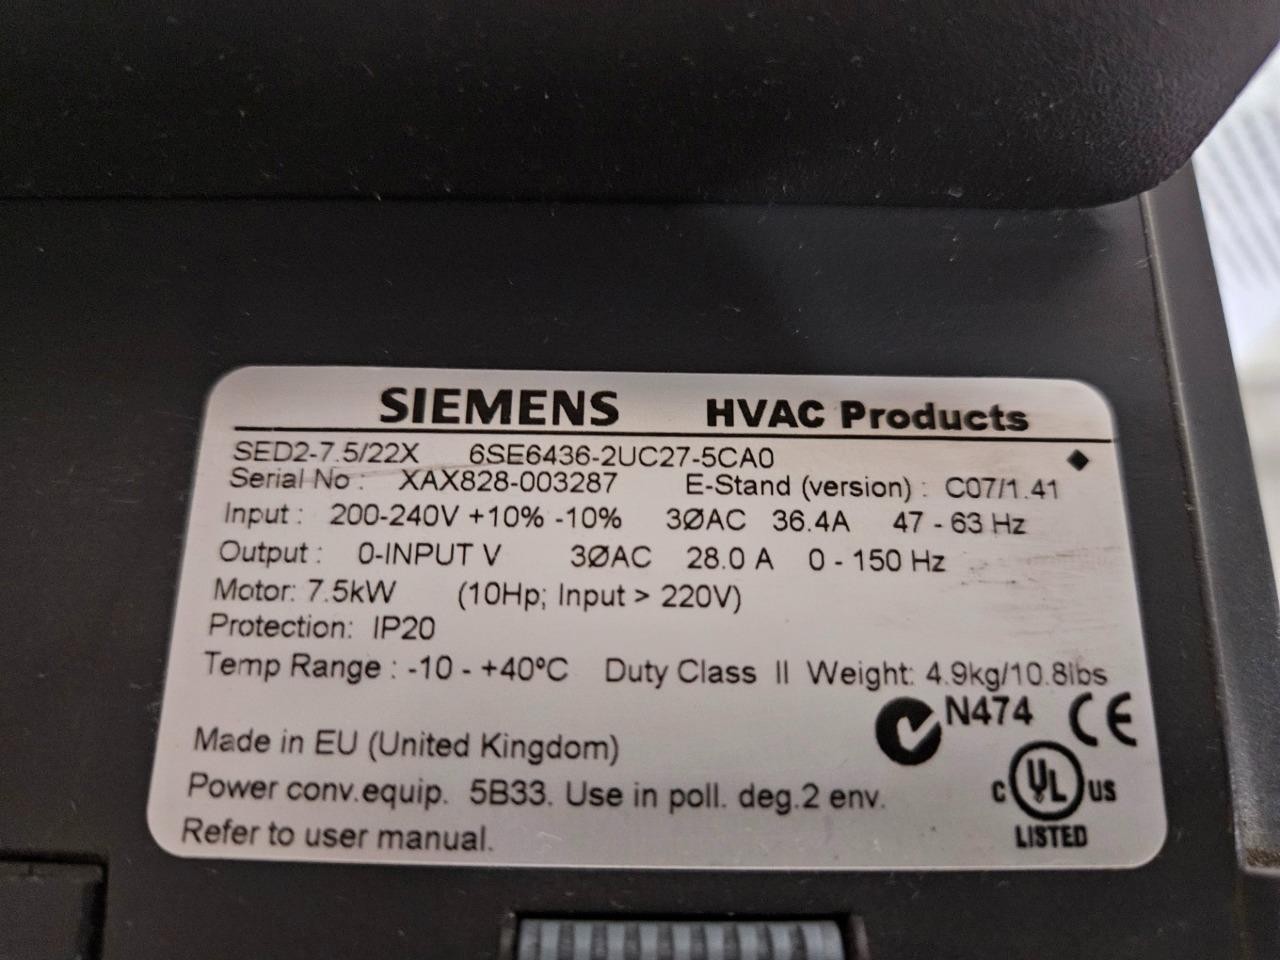 SIEMENS HVAC Products
SED2-7.5/22X 6SE6436-2UC27-5CA0
Serial No : XAX828-003287 E-Stand (version) : C07/1.41
Input : 200-240V +10% -10% 3ØAC 36.4A 47 - 63 Hz
Output : 0-INPUT V 3ØAC 28.0 A 0 - 150 Hz
Motor: 7.5kW (10Hp; Input > 220V)
Protection: IP20
Temp Range : -10 - +40ºC Duty Class II Weight: 4.9kg/10.8lbs
N474 CE
Made in EU (United Kingdom)
Power conv.equip. 5B33. Use in poll. deg.2 env.
C UL US
Refer to user manual.
LISTED